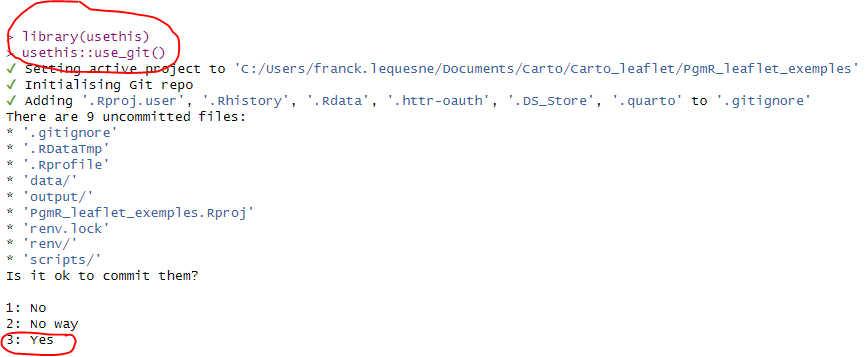 > library(usethis)
> usethis::use_git()
✓ Setting active project to 'C:/Users/franck.lequesne/Documents/Carto/Carto_leaflet/PgmR_leaflet_exemples'
✓ Initialising Git repo
✓ Adding '.Rproj.user', '.Rhistory', '.Rdata', '.httr-oauth', '.DS_Store', '.quarto' to '.gitignore'
There are 9 uncommitted files:
* '.gitignore'
* '.RDataTmp'
* '.Rprofile'
* 'data/'
* 'output/'
* 'PgmR_leaflet_exemples.Rproj'
* 'renv.lock'
* 'renv/'
* 'scripts/'
Is it ok to commit them?
1: No
2: No way
3: Yes